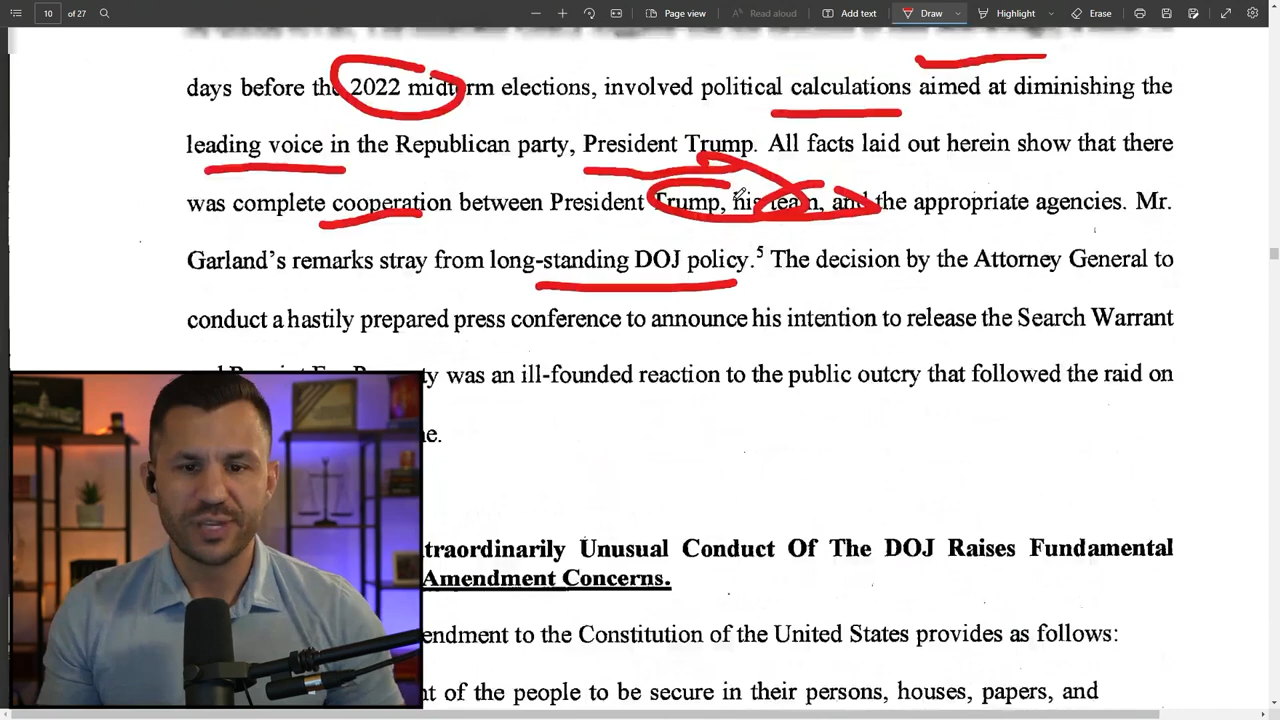 10 of 27 Page view Read aloud Add text Draw Highlight Erase
days before the 2022 midterm elections, involved political calculations aimed at diminishing the
leading voice in the Republican party, President Trump. All facts laid out herein show that there
was complete cooperation between President Trump, his team, and the appropriate agencies. Mr.
Garland's remarks stray from long-standing DOJ policy.5 The decision by the Attorney General to
conduct a hastily prepared press conference to announce his intention to release the Search Warrant
was an ill-founded reaction to the public outcry that followed the raid on
traordinarily Unusual Conduct Of The DOJ Raises Fundamental
Amendment Concerns.
endment to the Constitution of the United States provides as follows:
of the people to be secure in their persons, houses, papers, and